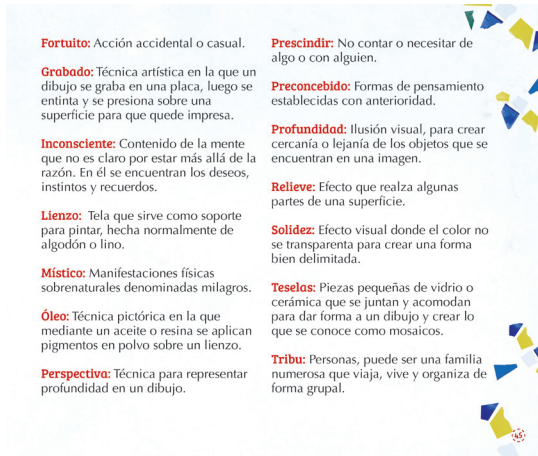 Fortuito: Acción accidental o casual.
Grabado: Técnica artística en la que un
dibujo se graba en una placa, luego se
entinta y se presiona sobre una
superficie para que quede impresa.
Inconsciente: Contenido de la mente
que no es claro por estar más allá de la
razón. En él se encuentran los deseos,
instintos y recuerdos.
Lienzo: Tela que sirve como soporte
para pintar, hecha normalmente de
algodón o lino.
Místico: Manifestaciones físicas
sobrenaturales denominadas milagros.
Óleo: Técnica pictórica en la que
mediante un aceite o resina se aplican
pigmentos en polvo sobre un lienzo.
Perspectiva: Técnica para representar
profundidad en un dibujo.
Prescindir: No contar o necesitar de
algo o con alguien.
Preconcebido: Formas de pensamiento
establecidas con anterioridad.
Profundidad: Ilusión visual, para crear
cercanía o lejanía de los objetos que se
encuentran en una imagen.
Relieve: Efecto que realza algunas
partes de una superficie.
Solidez: Efecto visual donde el color no
se transparenta para crear una forma
bien delimitada.
Teselas: Piezas pequeñas de vidrio o
cerámica que se juntan y acomodan
para dar forma a un dibujo y crear lo
que se conoce como mosaicos.
Tribu: Personas, puede ser una familia
numerosa que viaja, vive y organiza de
forma grupal.
45